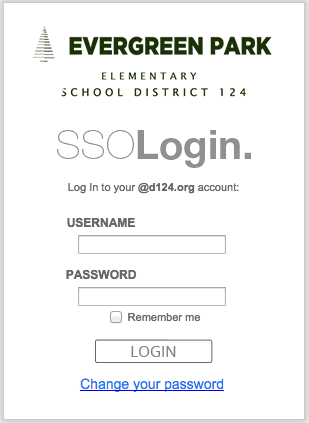 EVERGREEN PARK
ELEMENTARY
SCHOOL DISTRICT 124
SSOLogin.
Log In to your @d124.org account:
USERNAME
PASSWORD
Remember me
LOGIN
Change your password